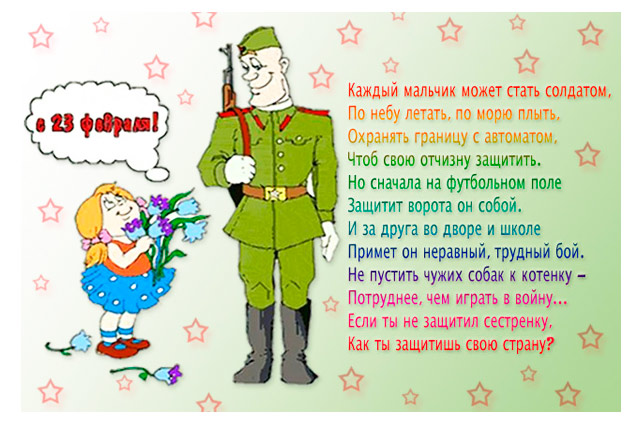 с 23 февраля!
Каждый мальчик может стать солдатом,
По небу летать, по морю плыть,
Охранять границу с автоматом,
Чтоб свою отчизну защитить.
Но сначала на футбольном поле
Защитит ворота он собой.
И за друга во дворе и школе
Примет он неравный, трудный бой.
Не пустить чужих собак к котенку –
Потруднее, чем играть в войну...
Если ты не защитил сестренку,
Как ты защитишь свою страну?